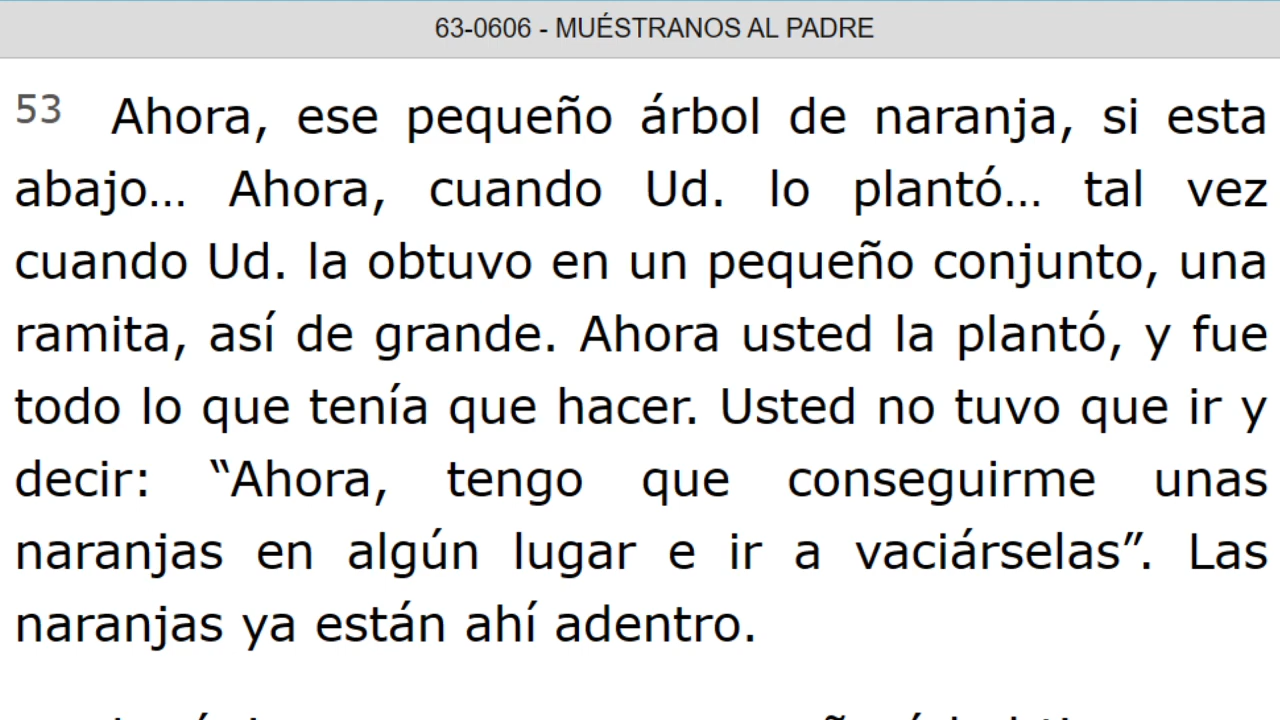 63-0606 - MUÉSTRANOS AL PADRE
53 Ahora, ese pequeño árbol de naranja, si esta
abajo… Ahora, cuando Ud. lo plantó… tal vez
cuando Ud. la obtuvo en un pequeño conjunto, una
ramita, así de grande. Ahora usted la plantó, y fue
todo lo que tenía que hacer. Usted no tuvo que ir y
decir: “Ahora, tengo que conseguirme unas
naranjas en algún lugar e ir a vaciárselas”. Las
naranjas ya están ahí adentro.